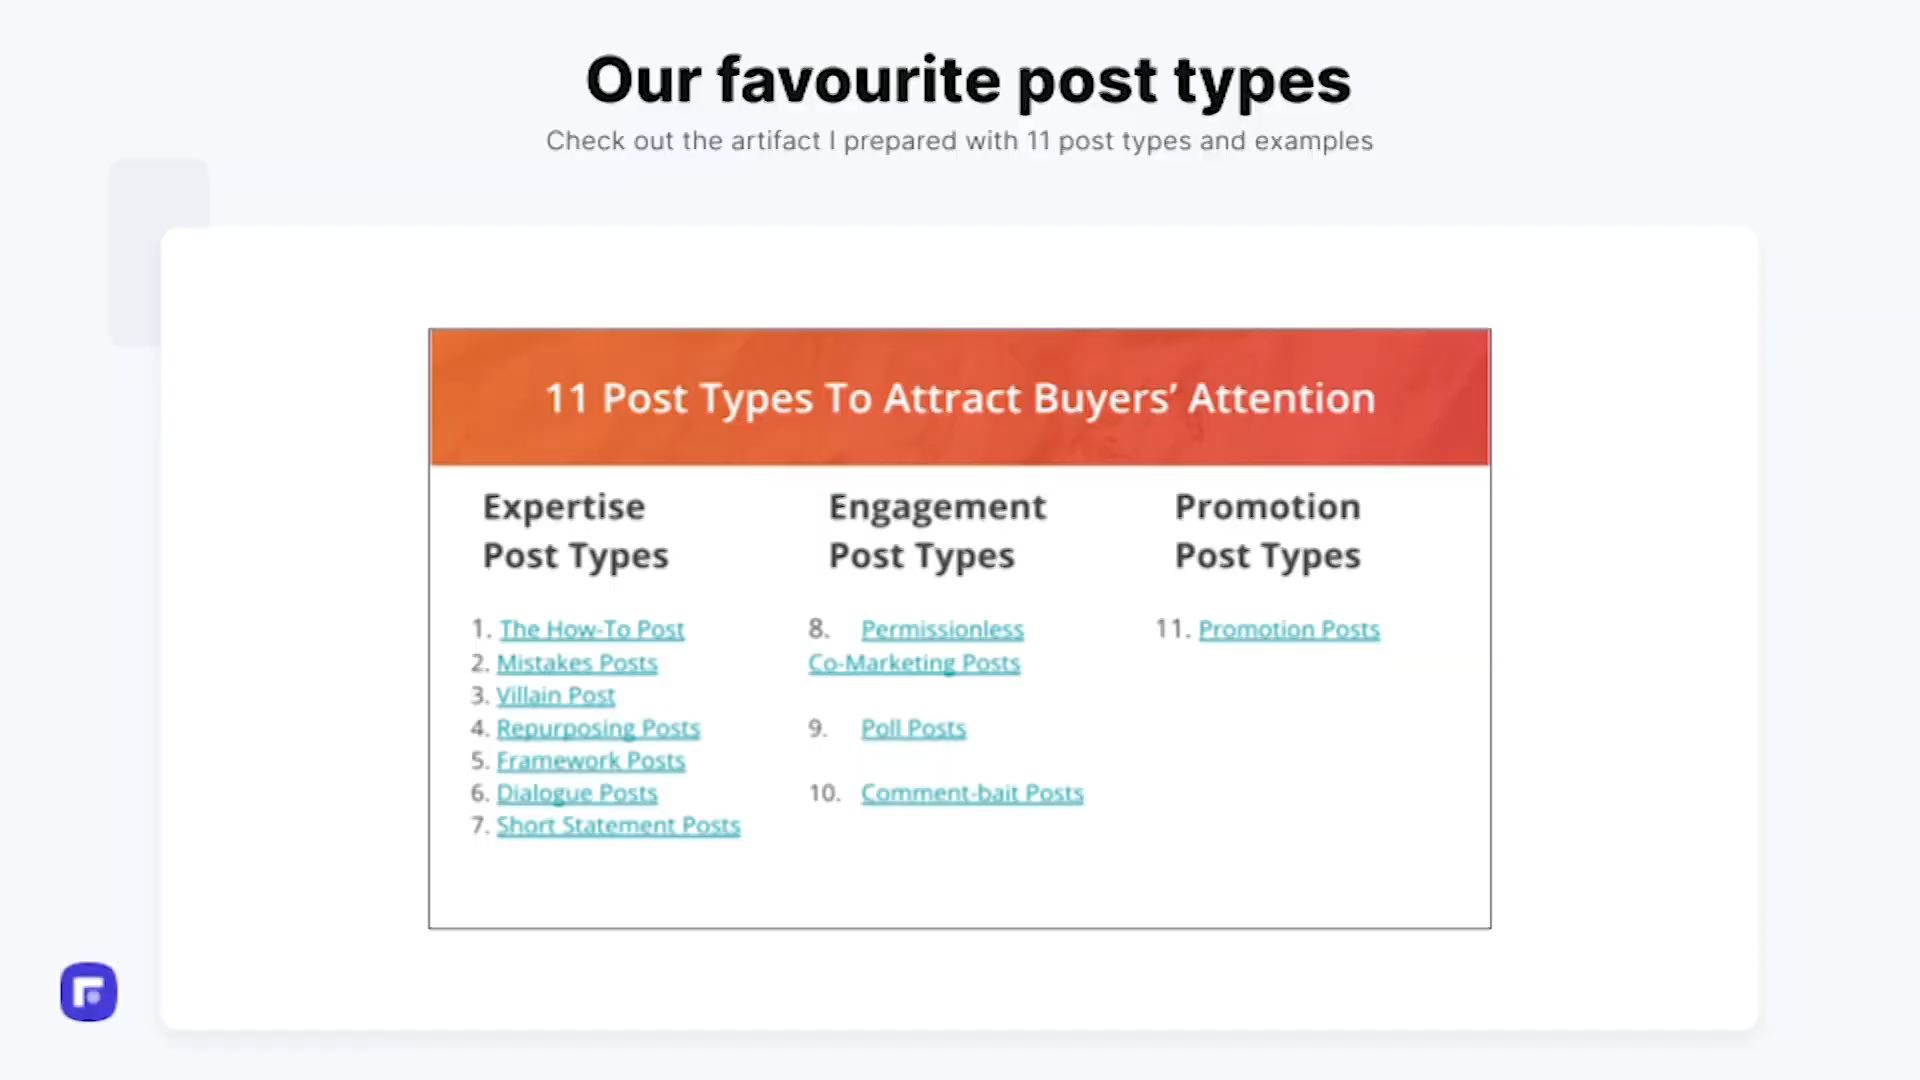 Our favourite post types
Check out the artifact I prepared with 11 post types and examples
11 Post Types To Attract Buyers’ Attention
Expertise
Post Types
1. The How-To Post
2. Mistakes Posts
3. Villain Post
4. Repurposing Posts
5. Framework Posts
6. Dialogue Posts
7. Short Statement Posts
Engagement
Post Types
8. Permissionless
Co-Marketing Posts
9. Poll Posts
10. Comment-bait Posts
Promotion
Post Types
11. Promotion Posts